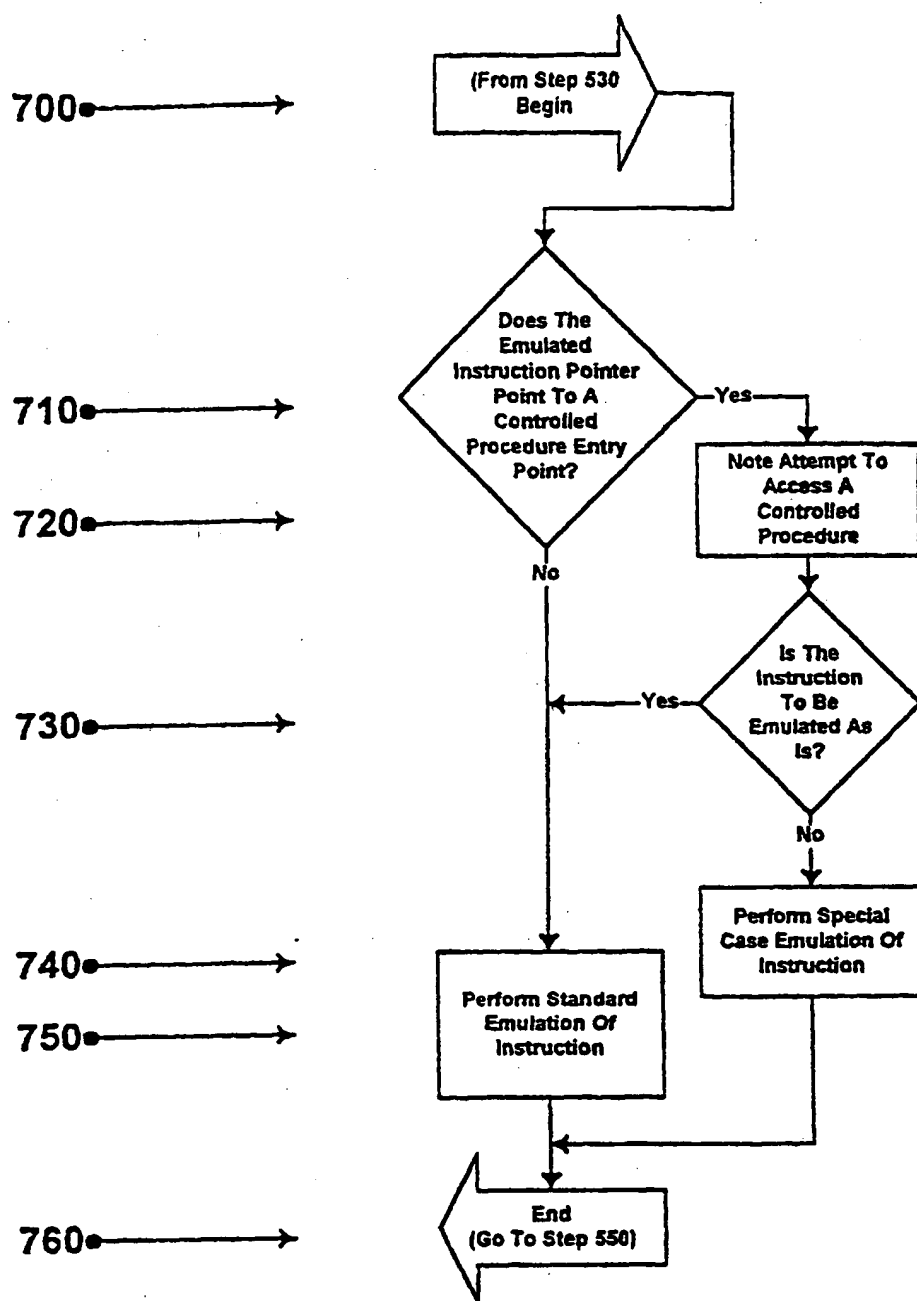 700
(From Step 530
Begin
Does The
Emulated
Instruction Pointer
Point To A
Controlled
Procedure Entry
Point?
710
Yes
Note Attempt To
Access A
Controlled
Procedure
720
No
Is The
Instruction
To Be
Emulated As
Is?
Yes
730
No
Perform Special
Case Emulation Of
Instruction
740
Perform Standard
Emulation Of
Instruction
750
End
(Go To Step 550)
760